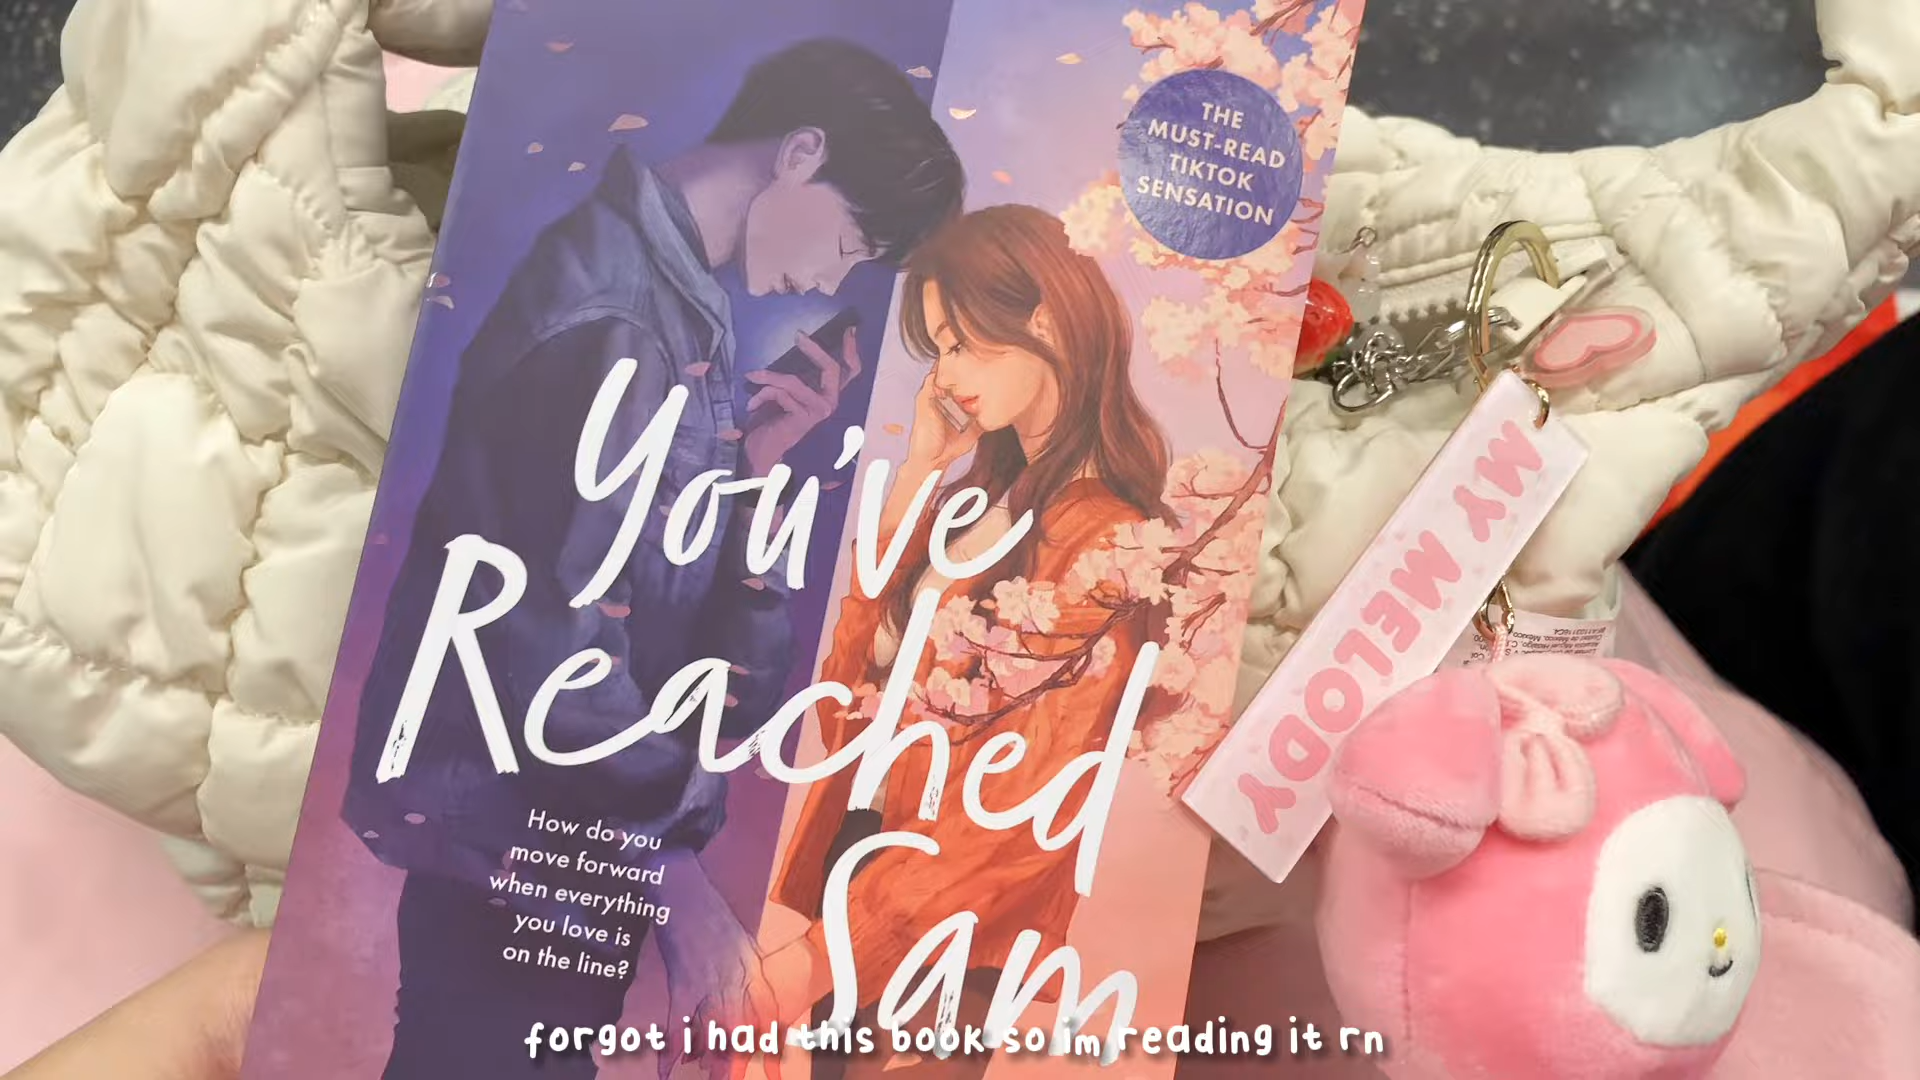 THE
MUST-READ
TIKTOK
SENSATION
You've
Reached
Sam
How do you
move forward
when everything
you love is
on the line?
MY MELODY
forgot i had this book so im reading it rn